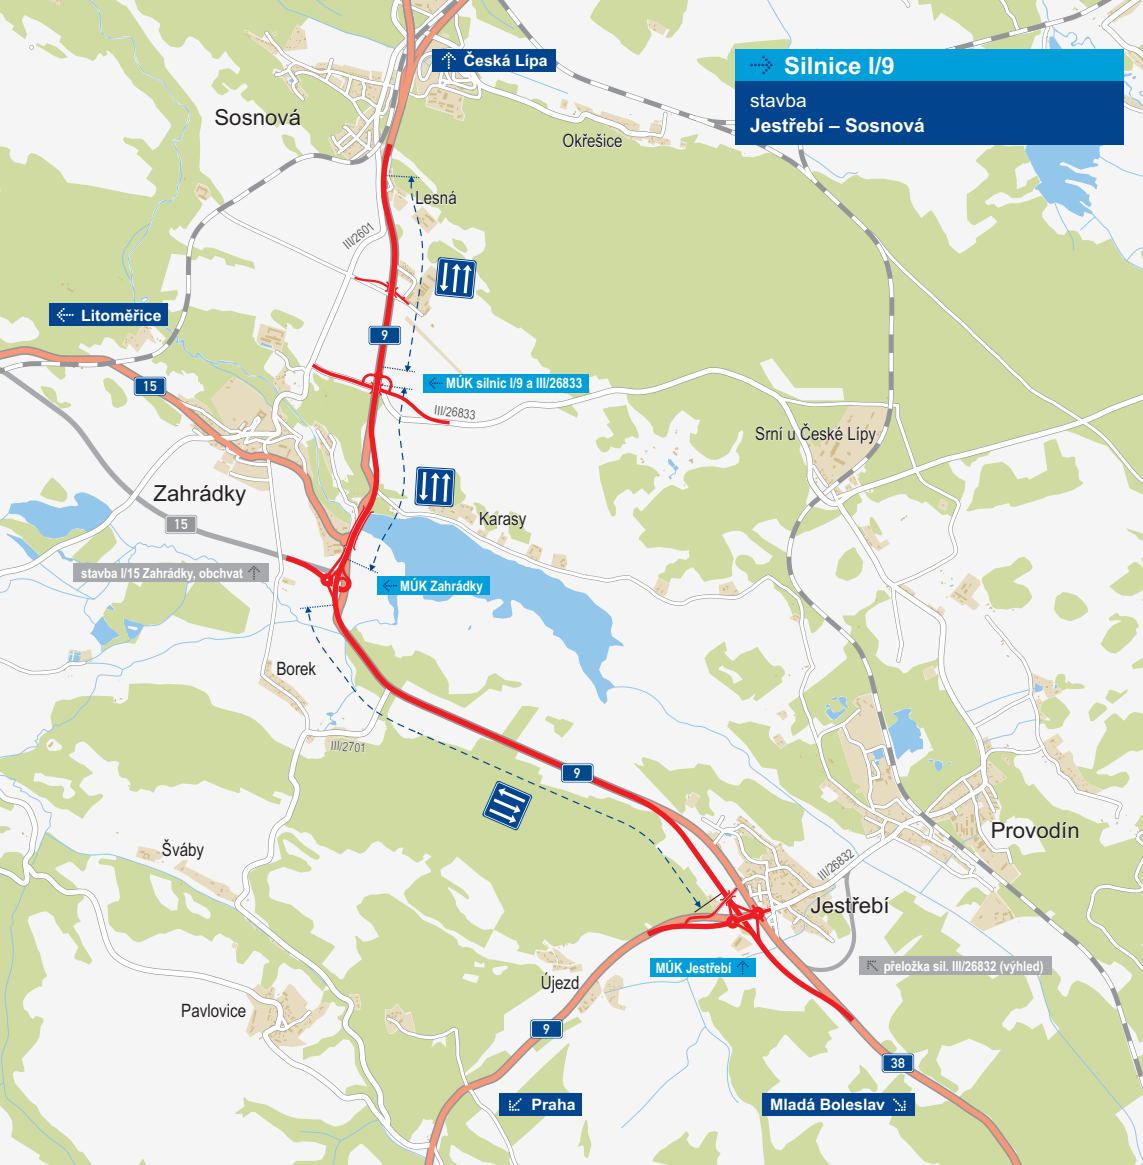 Česká Lípa
Silnice I/9
stavba
Jestřebí – Sosnová
Sosnová
Okřešice
Lesná
III/2601
Litoměřice
9
15
MÚK silnic I/9 a III/26833
III/26833
Srní u České Lípy
Zahrádky
15
Karasy
stavba I/15 Zahrádky, obchvat
MÚK Zahrádky
Borek
III/2701
9
Provodín
Šváby
III/26832
Jestřebí
MÚK Jestřebí
přeložka sil. III/26832 (výhled)
Újezd
Pavlovice
9
38
Praha
Mladá Boleslav